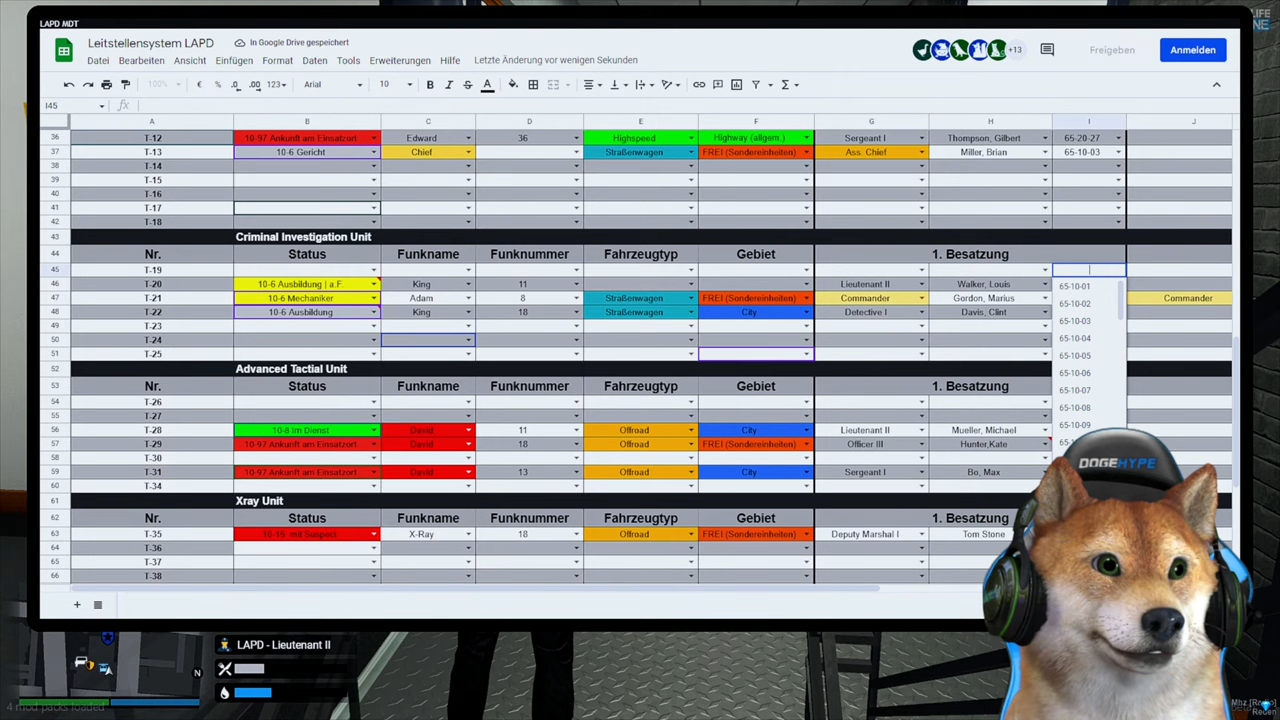 LAPD MDT
Leitstellensystem LAPD In Google Drive gespeichert
+13 Freigeben Anmelden
Datei Bearbeiten Ansicht Einfügen Format Daten Tools Erweiterungen Hilfe Letzte Änderung vor wenigen Sekunden
100% € % .0 .00 123 Arial 10 B I S A
I45 fx
A B C D E F G H I J
36 T-12 10-97 Ankunft am Einsatzort Edward 36 Highspeed Highway (allgem.) Sergeant I Thompson, Gilbert 65-20-27
37 T-13 10-6 Gericht Chief Straßenwagen FREI (Sondereinheiten) Ass. Chief Miller, Brian 65-10-03
38 T-14
39 T-15
40 T-16
41 T-17
42 T-18
43 Criminal Investigation Unit
44 Nr. Status Funkname Funknummer Fahrzeugtyp Gebiet 1. Besatzung
45 T-19
46 T-20 10-6 Ausbildung | a.F. King 11 Lieutenant II Walker, Louis
47 T-21 10-6 Mechaniker Adam 8 Straßenwagen FREI (Sondereinheiten) Commander Gordon, Marius Commander
48 T-22 10-6 Ausbildung King 18 Straßenwagen City Detective I Davis, Clint
49 T-23
50 T-24
51 T-25
65-10-01
65-10-02
65-10-03
65-10-04
65-10-05
65-10-06
65-10-07
65-10-08
65-10-09
52 Advanced Tactial Unit
53 Nr. Status Funkname Funknummer Fahrzeugtyp Gebiet 1. Besatzung
54 T-26
55 T-27
56 T-28 10-8 Im Dienst David 11 Offroad City Lieutenant II Mueller, Michael
57 T-29 10-97 Ankunft am Einsatzort David 18 Offroad FREI (Sondereinheiten) Officer III Hunter,Kate
58 T-30
59 T-31 10-97 Ankunft am Einsatzort David 13 Offroad City Sergeant I Bo, Max
60 T-34
61 Xray Unit
62 Nr. Status Funkname Funknummer Fahrzeugtyp Gebiet 1. Besatzung
63 T-35 10-15 mit Suspect X-Ray 18 Offroad FREI (Sondereinheiten) Deputy Marshal I Tom Stone
64 T-36
65 T-37
66 T-38
DOGEHYPE
LAPD - Lieutenant II
N
4 mod packs loaded